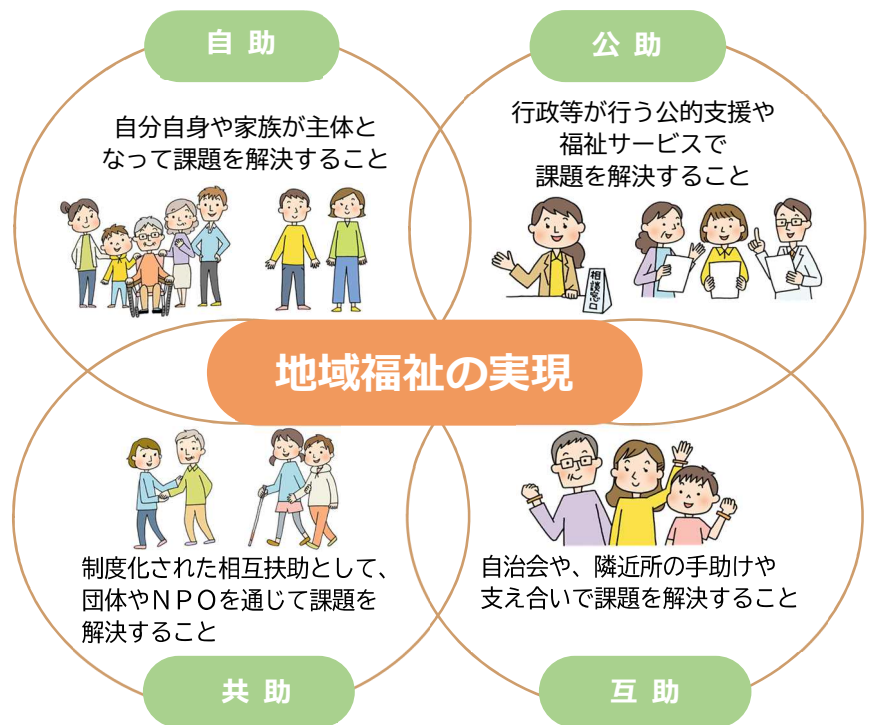 自助
自分自身や家族が主体と
なって課題を解決すること
公助
行政等が行う公的支援や
福祉サービスで
課題を解決すること
相談窓口
地域福祉の実現
制度化された相互扶助として、
団体やＮＰＯを通じて課題を
解決すること
共助
自治会や、隣近所の手助けや
支え合いで課題を解決すること
互助